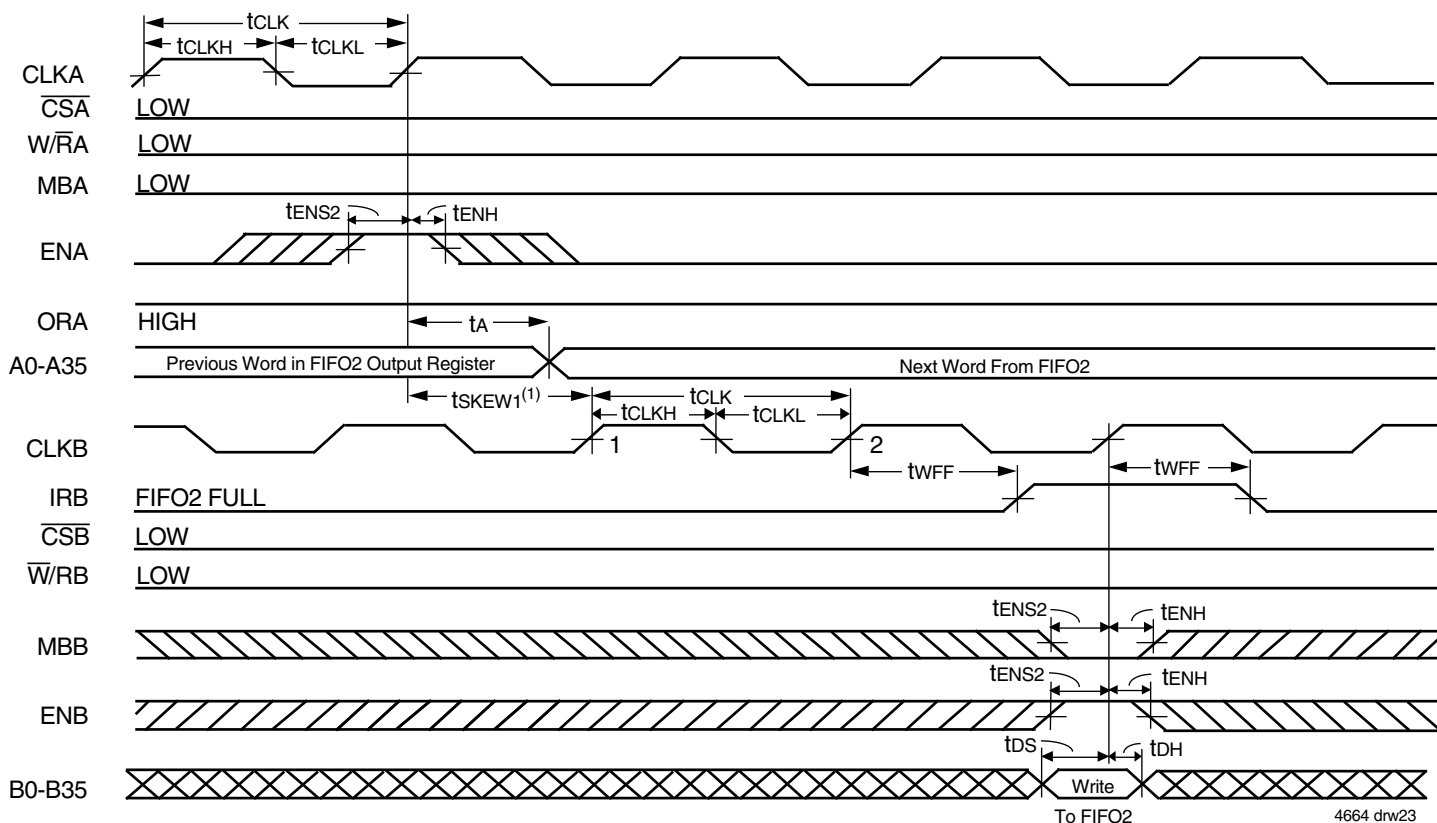 tCLK
tCLKH tCLKL
CLKA
CSA LOW
W/RA LOW
MBA LOW
tENS2 tENH
ENA
ORA HIGH
tA
A0-A35 Previous Word in FIFO2 Output Register Next Word From FIFO2
tSKEW1(1) tCLK
tCLKH tCLKL
CLKB 1 2
tWFF tWFF
IRB FIFO2 FULL
CSB LOW
W/RB LOW
tENS2 tENH
MBB
tENS2 tENH
ENB
tDS tDH
B0-B35 Write
To FIFO2 4664 drw23